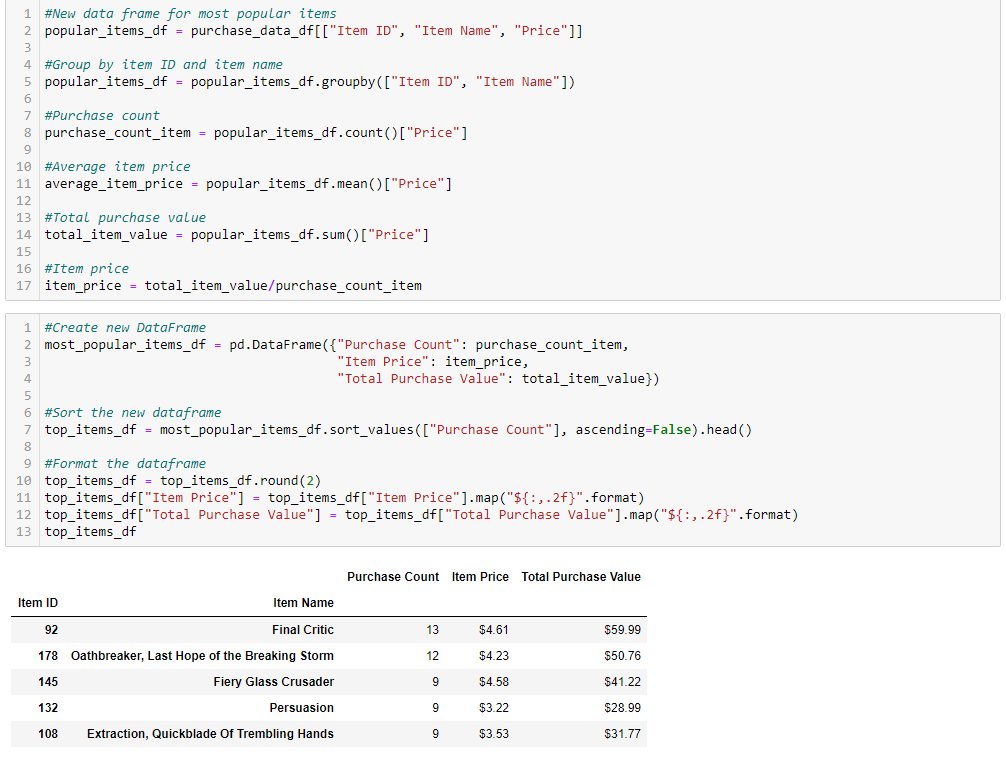 1 #New data frame for most popular items
2 popular_items_df = purchase_data_df[["Item ID", "Item Name", "Price"]]
3
4 #Group by item ID and item name
5 popular_items_df = popular_items_df.groupby(["Item ID", "Item Name"])
6
7 #Purchase count
8 purchase_count_item = popular_items_df.count()["Price"]
9
10 #Average item price
11 average_item_price = popular_items_df.mean()["Price"]
12
13 #Total purchase value
14 total_item_value = popular_items_df.sum()["Price"]
15
16 #Item price
17 item_price = total_item_value/purchase_count_item
1 #Create new DataFrame
2 most_popular_items_df = pd.DataFrame({"Purchase Count": purchase_count_item,
3 "Item Price": item_price,
4 "Total Purchase Value": total_item_value})
5
6 #Sort the new dataframe
7 top_items_df = most_popular_items_df.sort_values(["Purchase Count"], ascending=False).head()
8
9 #Format the dataframe
10 top_items_df = top_items_df.round(2)
11 top_items_df["Item Price"] = top_items_df["Item Price"].map("${:,.2f}".format)
12 top_items_df["Total Purchase Value"] = top_items_df["Total Purchase Value"].map("${:,.2f}".format)
13 top_items_df
Purchase Count Item Price Total Purchase Value
Item ID Item Name
92 Final Critic 13 $4.61 $59.99
178 Oathbreaker, Last Hope of the Breaking Storm 12 $4.23 $50.76
145 Fiery Glass Crusader 9 $4.58 $41.22
132 Persuasion 9 $3.22 $28.99
108 Extraction, Quickblade Of Trembling Hands 9 $3.53 $31.77